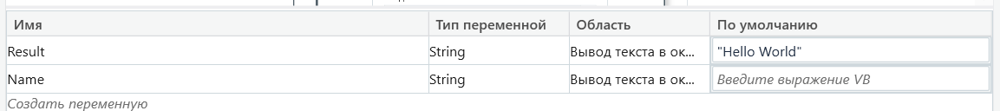 Имя Тип переменной Область По умолчанию
Result String Вывод текста в ок... "Hello World"
Name String Вывод текста в ок... Введите выражение VB
Создать переменную